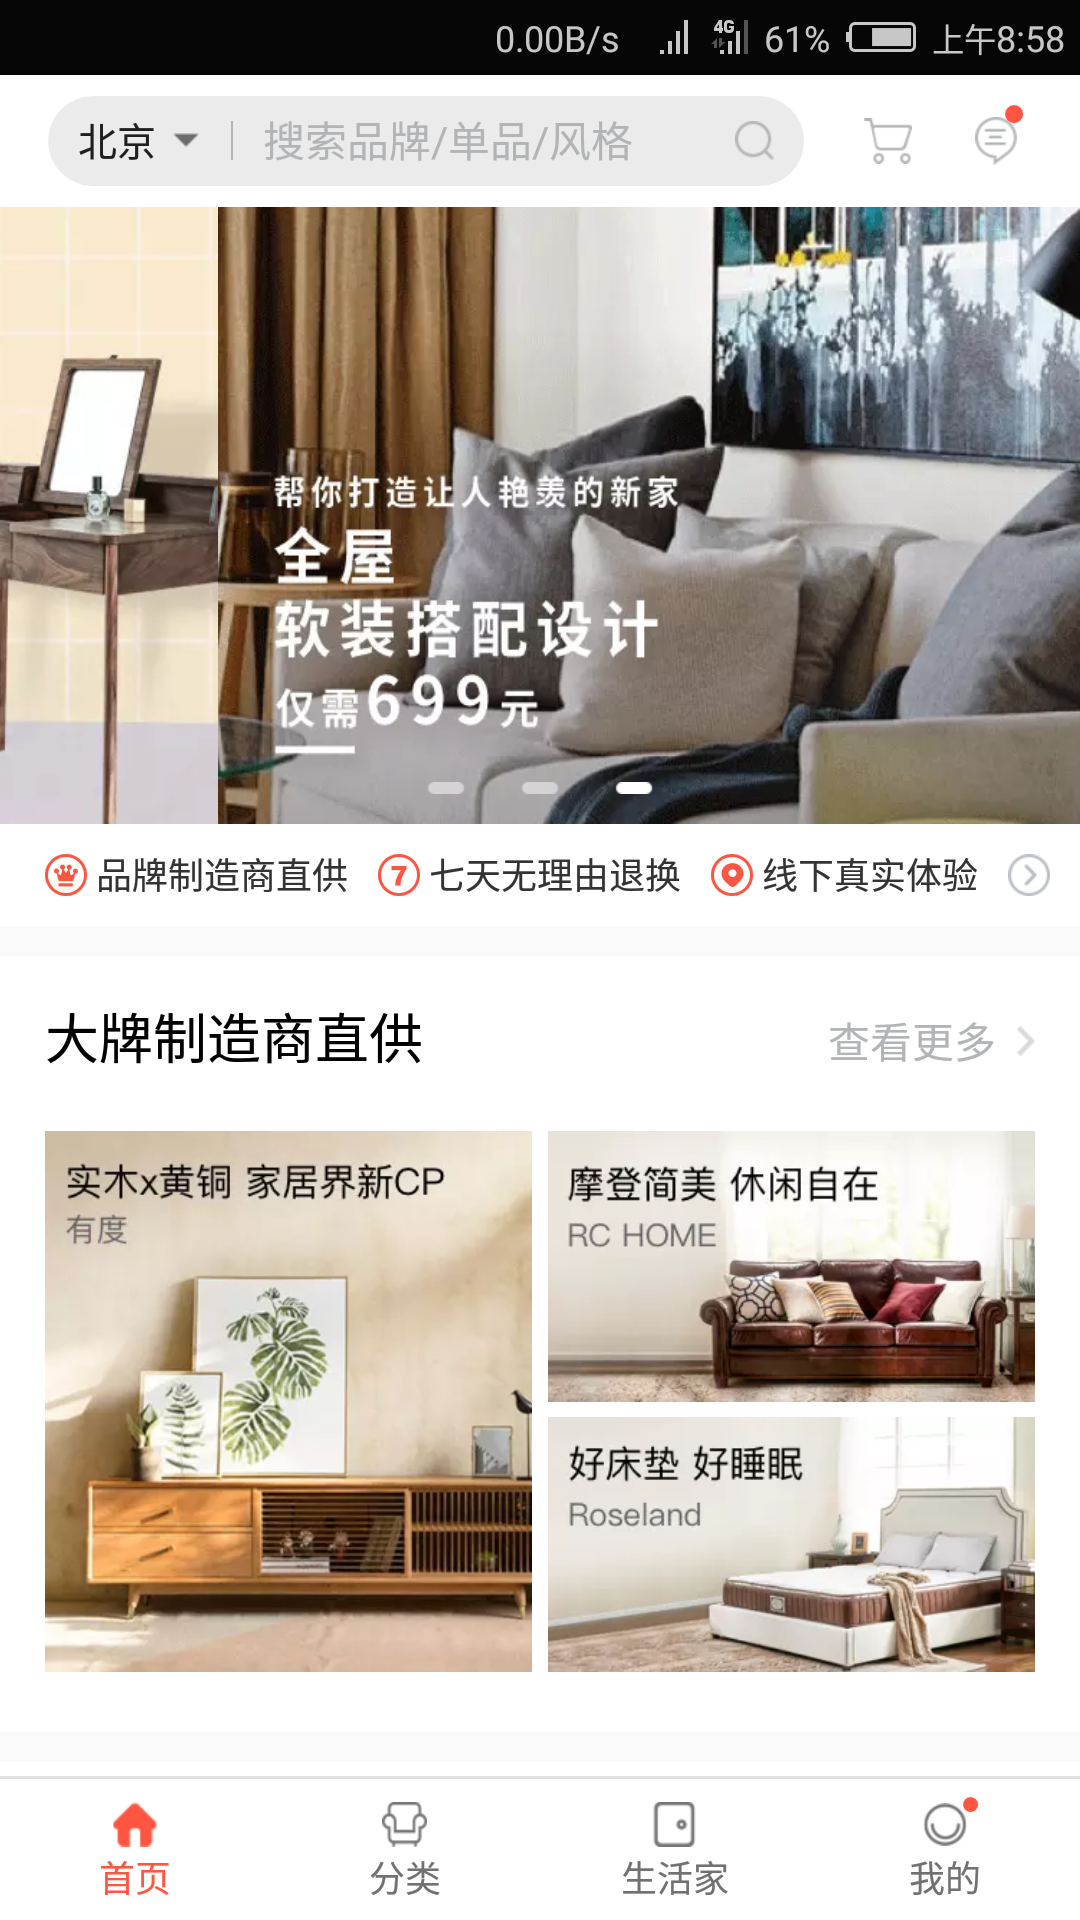 0.00B/s 4G 61% 上午8:58
北京 搜索品牌/单品/风格
帮你打造让人艳羡的新家
全屋
软装搭配设计
仅需699元
品牌制造商直供 7 七天无理由退换 线下真实体验
大牌制造商直供 查看更多
实木x黄铜 家居界新CP
有度
摩登简美 休闲自在
RC HOME
好床垫 好睡眠
Roseland
首页 分类 生活家 我的